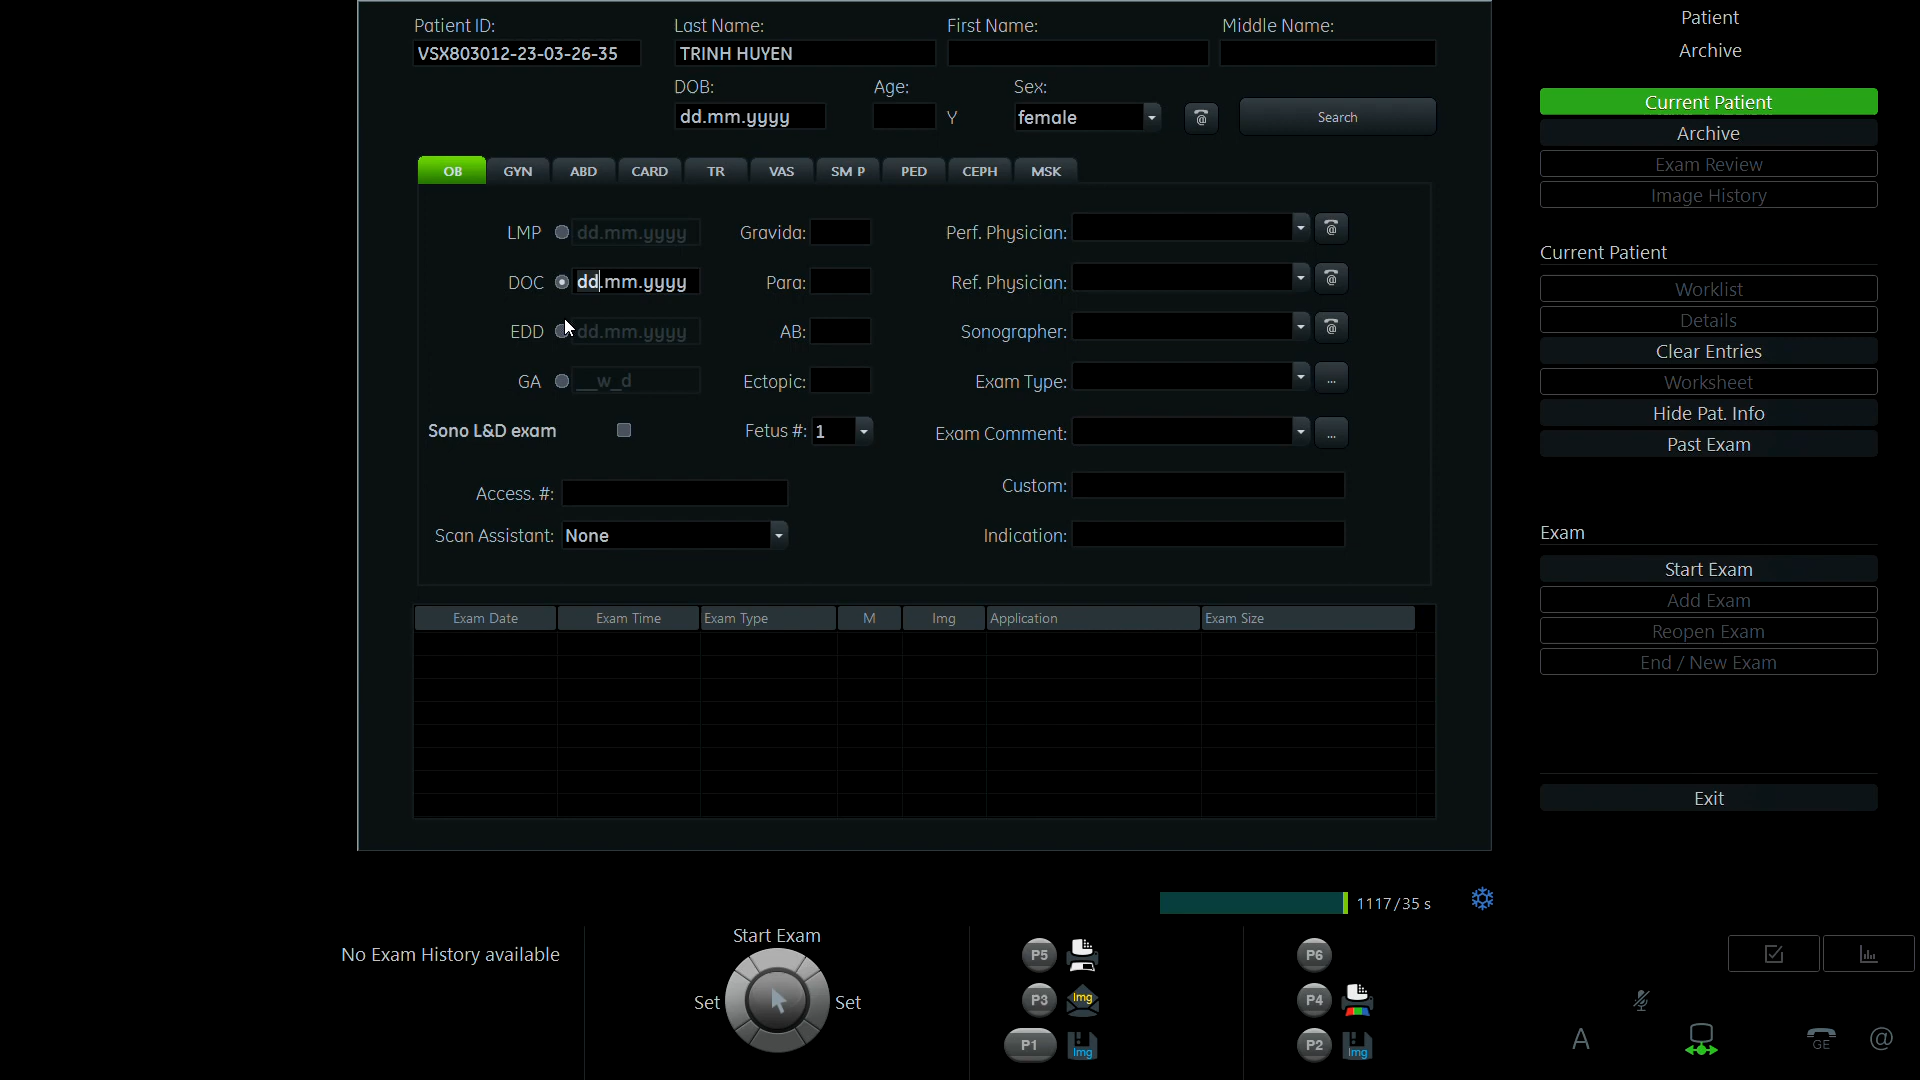 Patient ID: Last Name: First Name: Middle Name:
VSX803012-23-03-26-35 TRINH HUYEN
DOB: Age: Sex:
dd.mm.yyyy Y female @ Search
OB GYN ABD CARD TR VAS SM P PED CEPH MSK
LMP dd.mm.yyyy Gravida: Perf. Physician: @
DOC dd.mm.yyyy Para: Ref. Physician: @
EDD dd.mm.yyyy AB: Sonographer: @
GA __w_d Ectopic: Exam Type: ...
Sono L&D exam Fetus #: 1 Exam Comment: ...
Custom:
Access. #:
Scan Assistant: None Indication:
Exam Date Exam Time Exam Type M Img Application Exam Size
Patient
Archive
Current Patient
Archive
Exam Review
Image History
Current Patient
Worklist
Details
Clear Entries
Worksheet
Hide Pat. Info
Past Exam
Exam
Start Exam
Add Exam
Reopen Exam
End / New Exam
Exit
1117/35 s
No Exam History available
Start Exam
Set Set
P5 P6
P3 Img P4
P1 Img P2 Img
A GE @